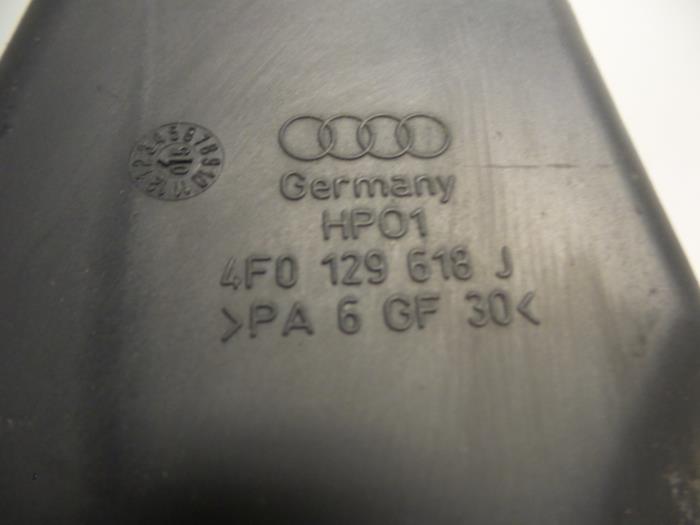 Germany
HP01
4F0 129 618 J
>PA 6 GF 30<